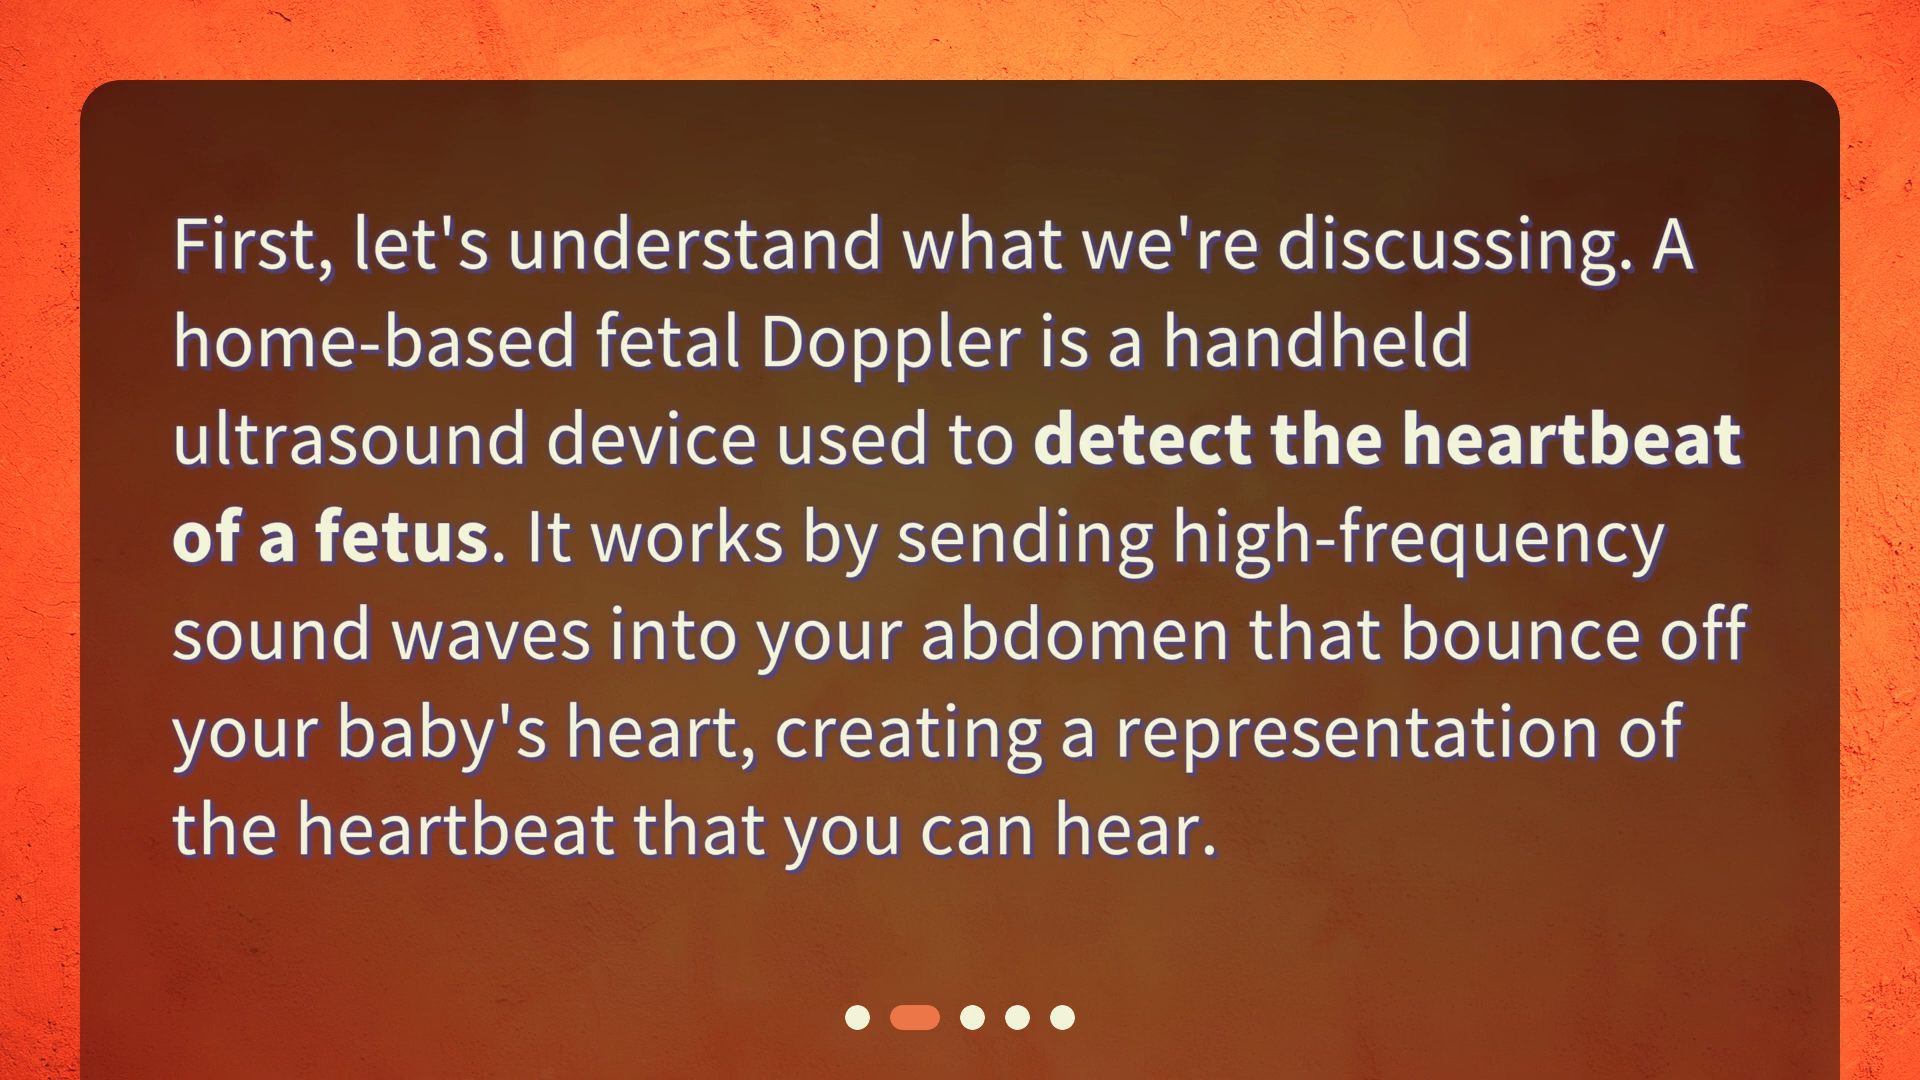 First, let's understand what we're discussing. A
home-based fetal Doppler is a handheld
ultrasound device used to detect the heartbeat
of a fetus. It works by sending high-frequency
sound waves into your abdomen that bounce off
your baby's heart, creating a representation of
the heartbeat that you can hear.